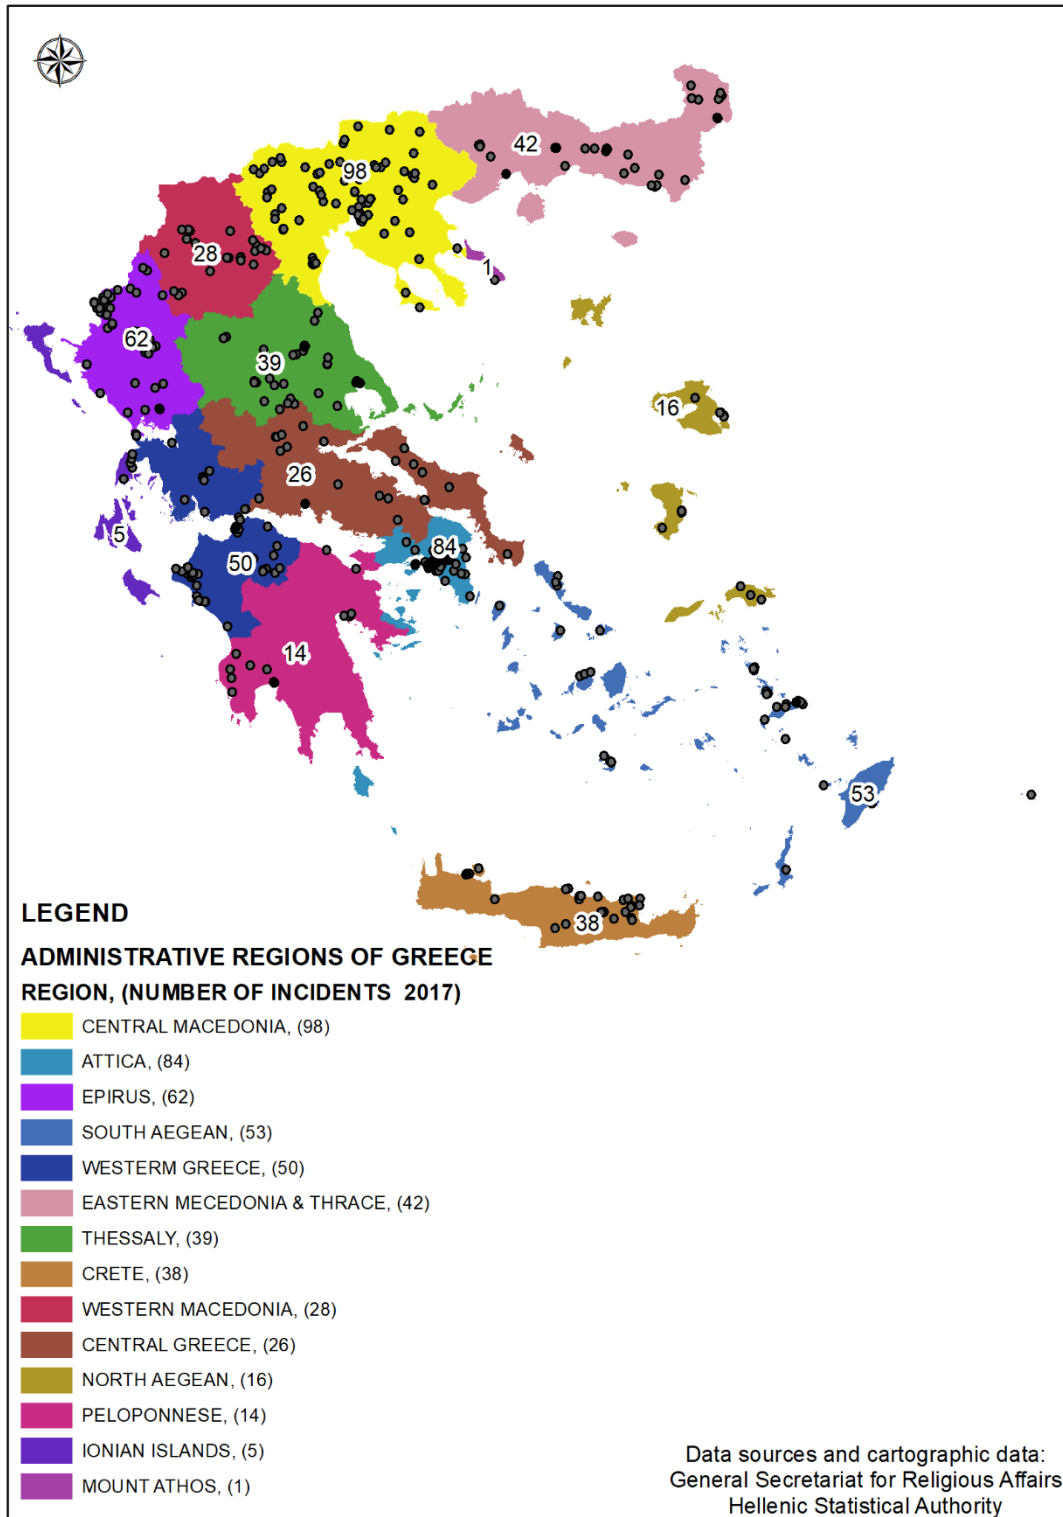 42
98
1
28
62
39
16
26
5
84
50
14
53
38
LEGEND
ADMINISTRATIVE REGIONS OF GREECE
REGION, (NUMBER OF INCIDENTS 2017)
CENTRAL MACEDONIA, (98)
ATTICA, (84)
EPIRUS, (62)
SOUTH AEGEAN, (53)
WESTERM GREECE, (50)
EASTERN MECEDONIA & THRACE, (42)
THESSALY, (39)
CRETE, (38)
WESTERN MACEDONIA, (28)
CENTRAL GREECE, (26)
NORTH AEGEAN, (16)
PELOPONNESE, (14)
IONIAN ISLANDS, (5)
MOUNT ATHOS, (1)
Data sources and cartographic data:
General Secretariat for Religious Affairs
Hellenic Statistical Authority